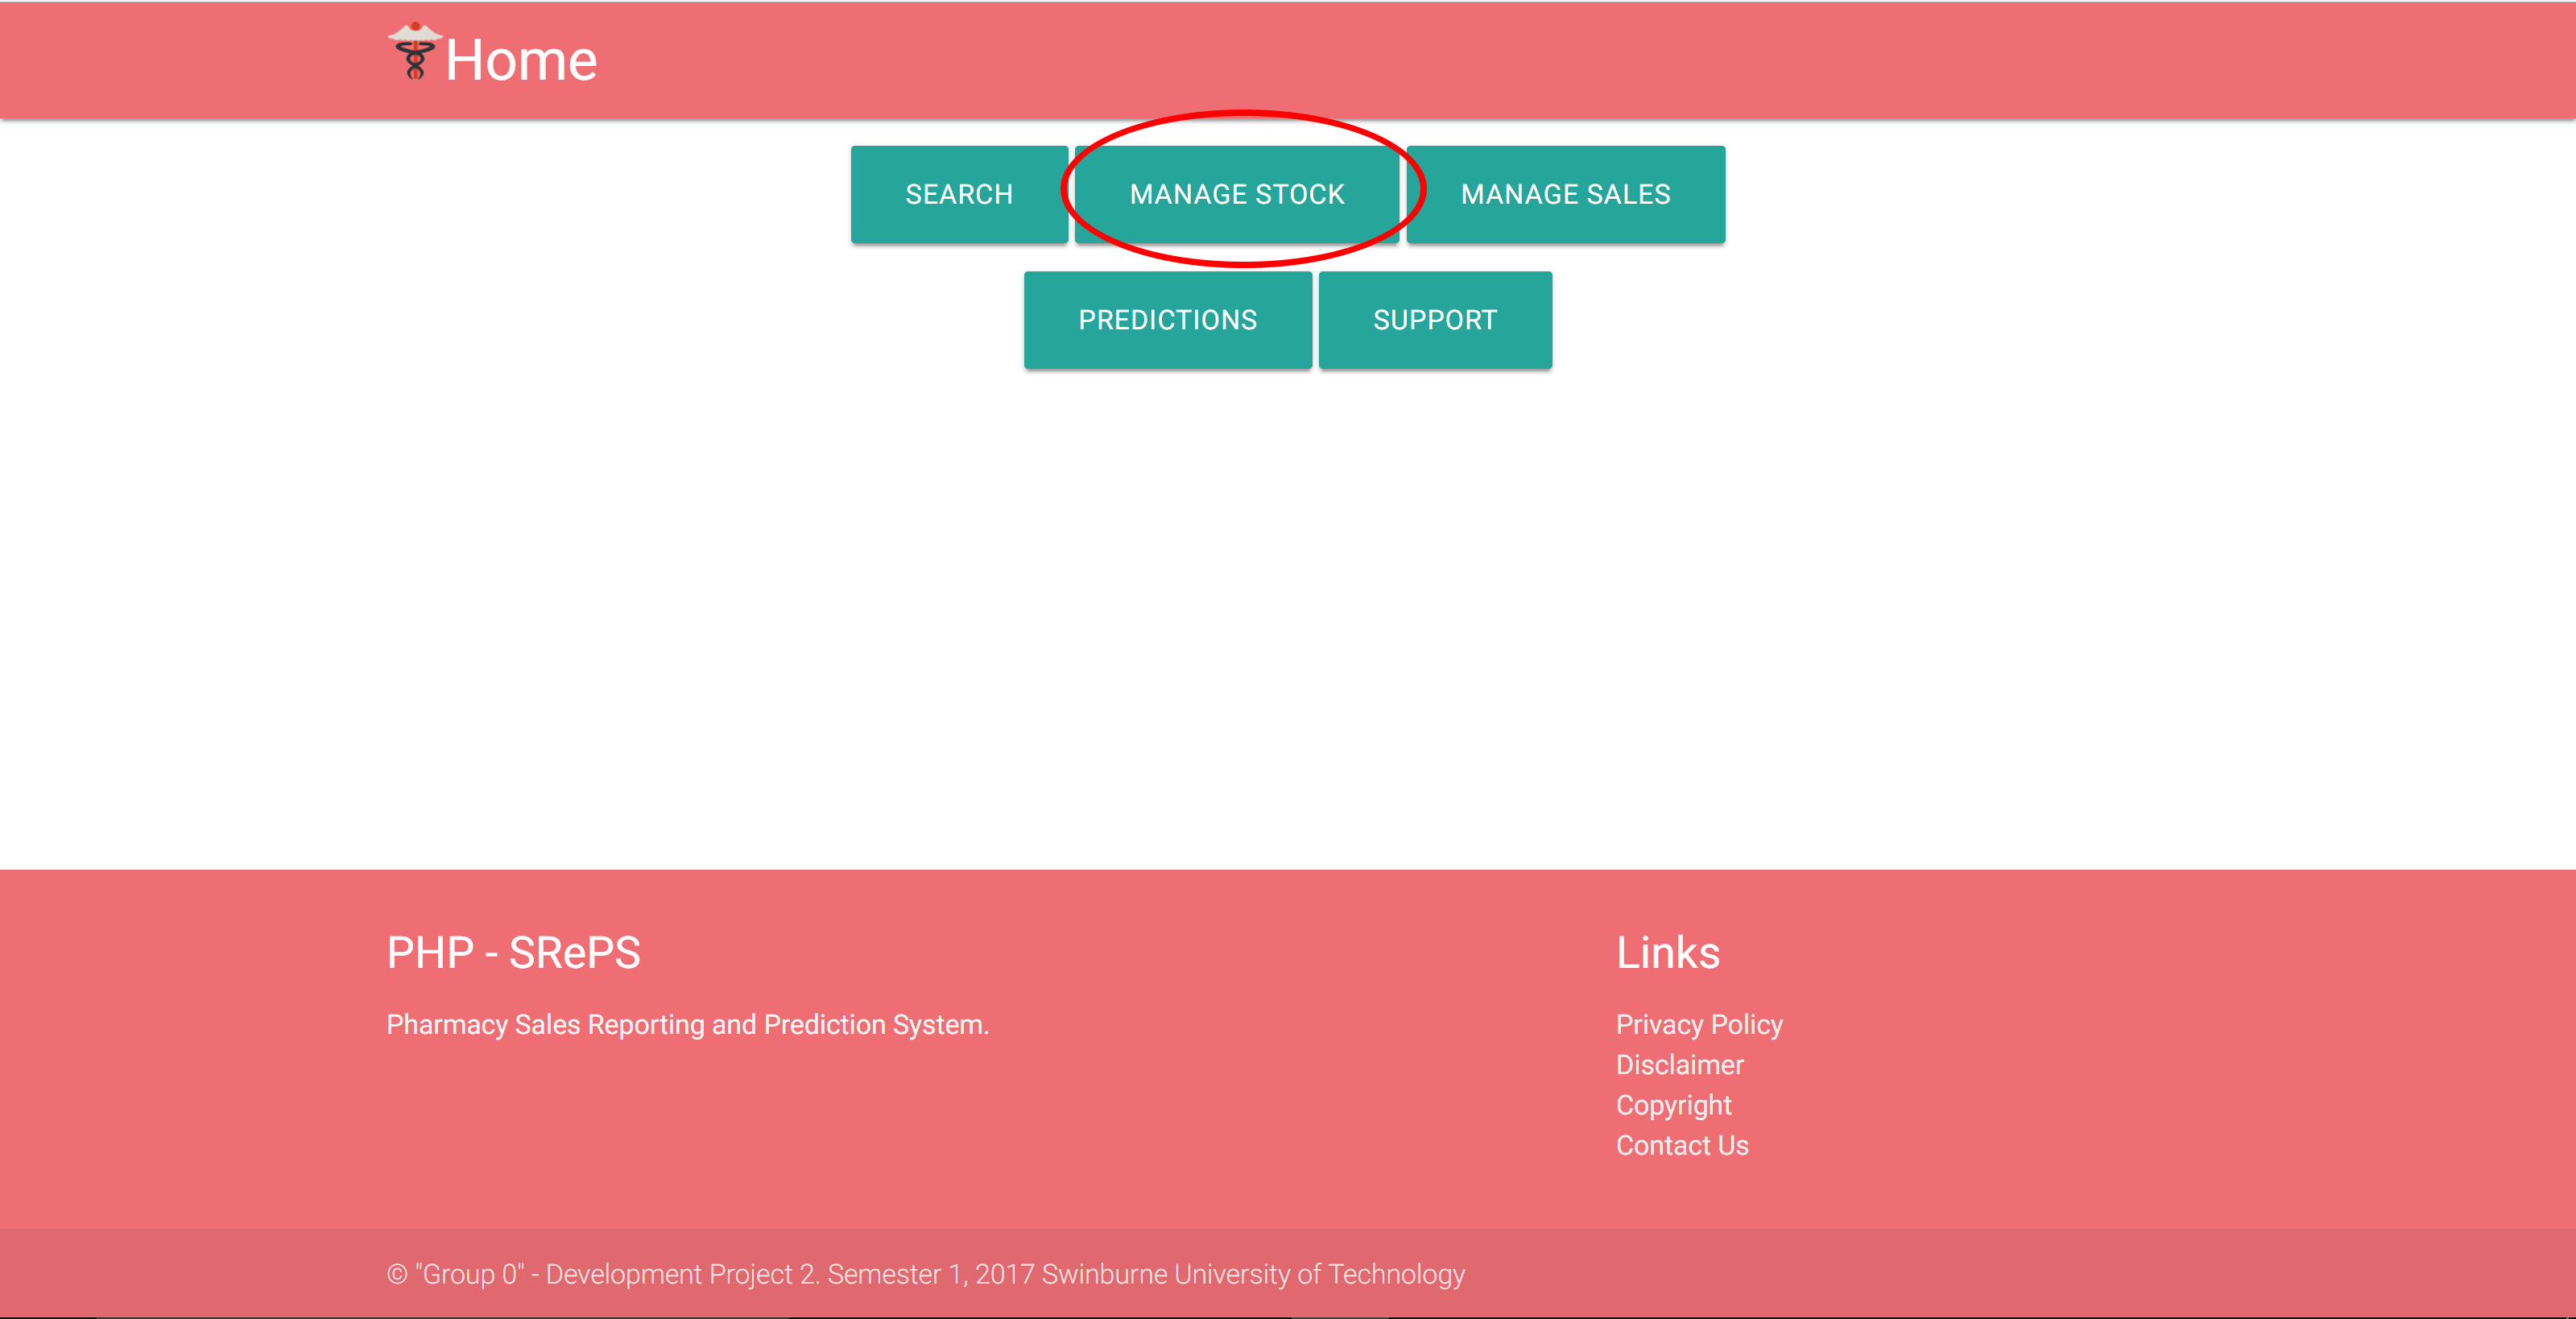 Home
SEARCH MANAGE STOCK MANAGE SALES
PREDICTIONS SUPPORT
PHP - SRePS
Pharmacy Sales Reporting and Prediction System.
Links
Privacy Policy
Disclaimer
Copyright
Contact Us
© "Group 0" - Development Project 2. Semester 1, 2017 Swinburne University of Technology